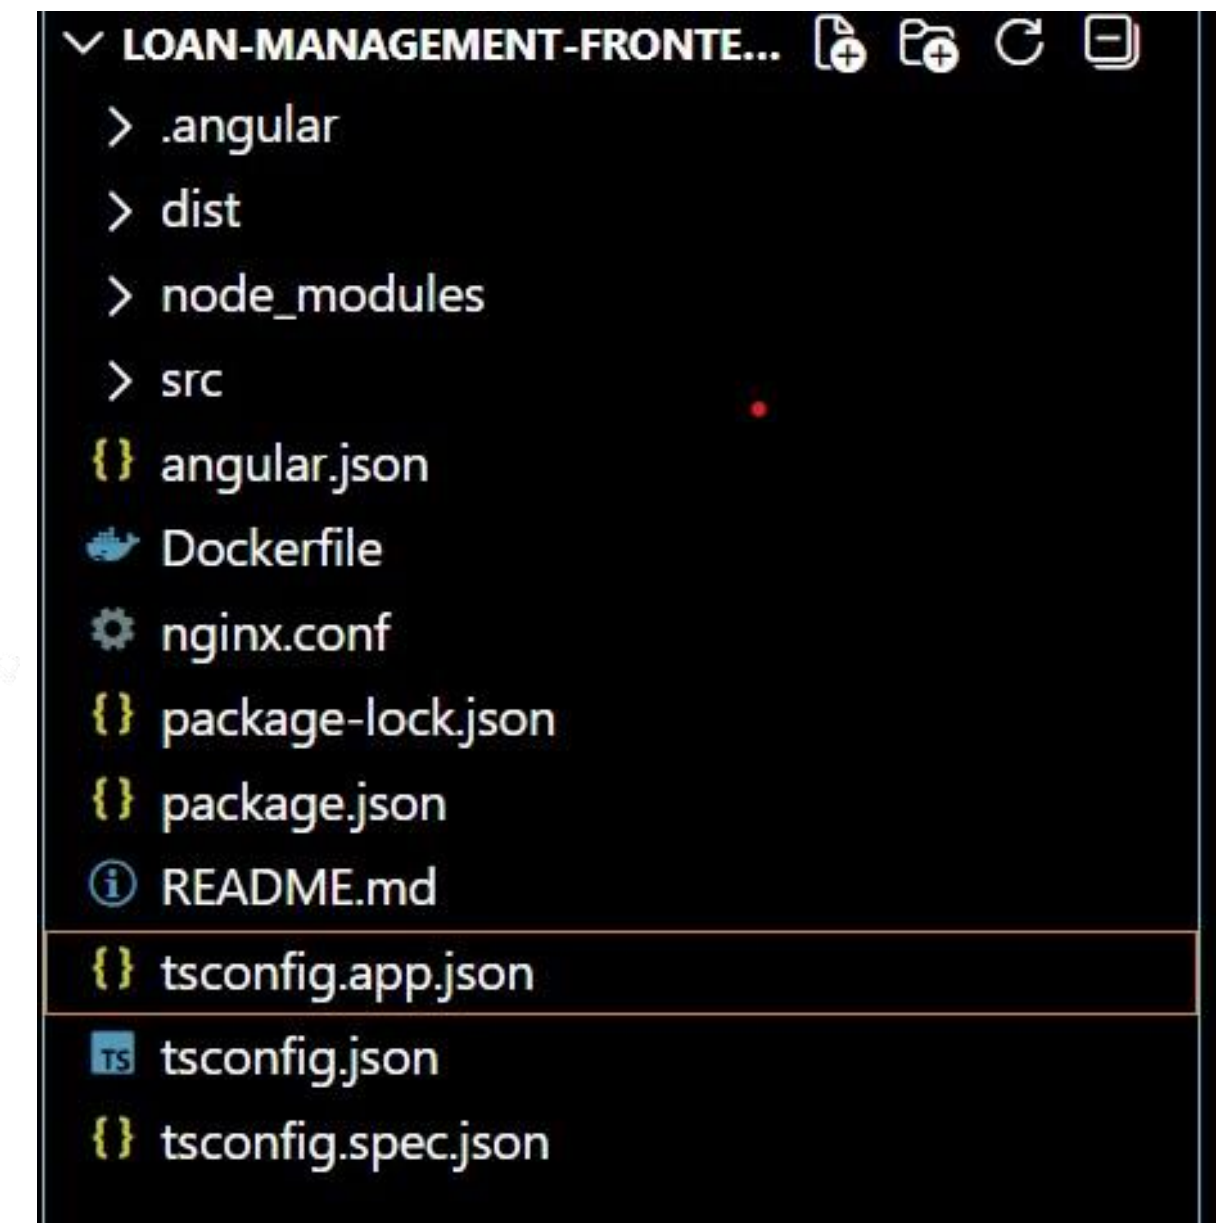 LOAN-MANAGEMENT-FRONTE...
.angular
dist
node_modules
src
{} angular.json
Dockerfile
nginx.conf
{} package-lock.json
{} package.json
README.md
{} tsconfig.app.json
TS tsconfig.json
{} tsconfig.spec.json